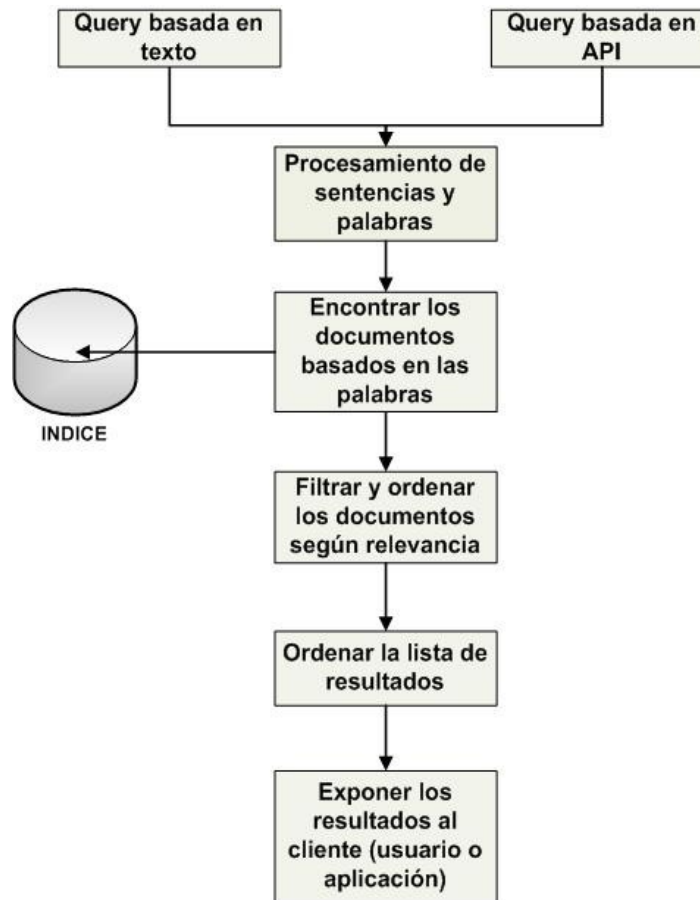 Query basada en
texto
Query basada en
API
Procesamiento de
sentencias y
palabras
Encontrar los
documentos
basados en las
palabras
INDICE
Filtrar y ordenar
los documentos
según relevancia
Ordenar la lista de
resultados
Exponer los
resultados al
cliente (usuario o
aplicación)